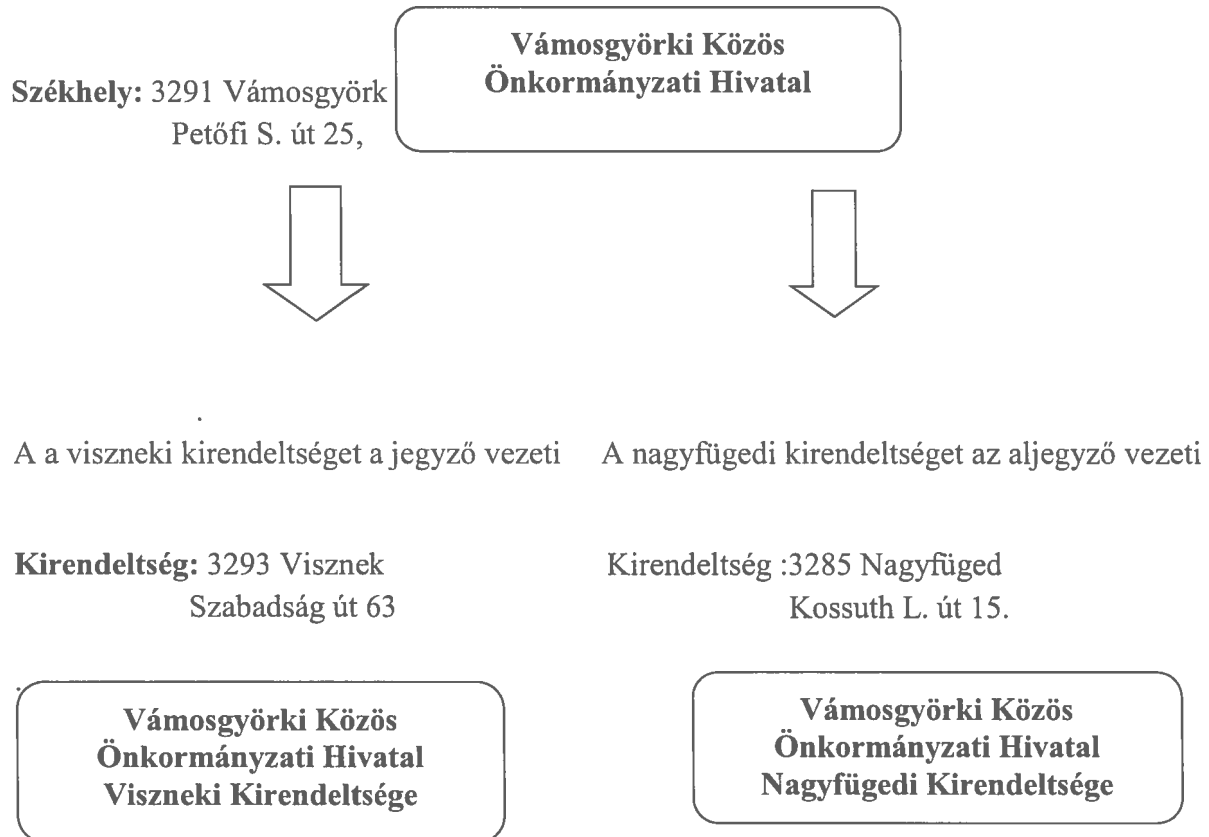 Vámosgyörki Közös
Önkormányzati Hivatal
Székhely: 3291 Vámosgyörk
Petőfi S. út 25,
A a viszneki kirendeltséget a jegyző vezeti
A nagyfügedi kirendeltséget az aljegyző vezeti
Kirendeltség: 3293 Visznek
Szabadság út 63
Kirendeltség :3285 Nagyfüged
Kossuth L. út 15.
Vámosgyörki Közös
Önkormányzati Hivatal
Viszneki Kirendeltsége
Vámosgyörki Közös
Önkormányzati Hivatal
Nagyfügedi Kirendeltsége